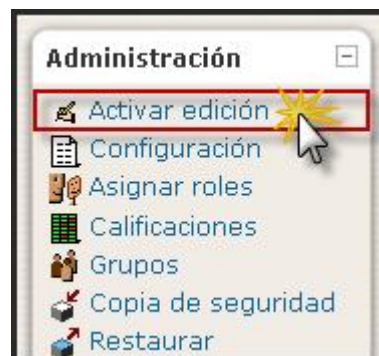 Administración
Activar edición
Configuración
Asignar roles
Calificaciones
Grupos
Copia de seguridad
Restaurar